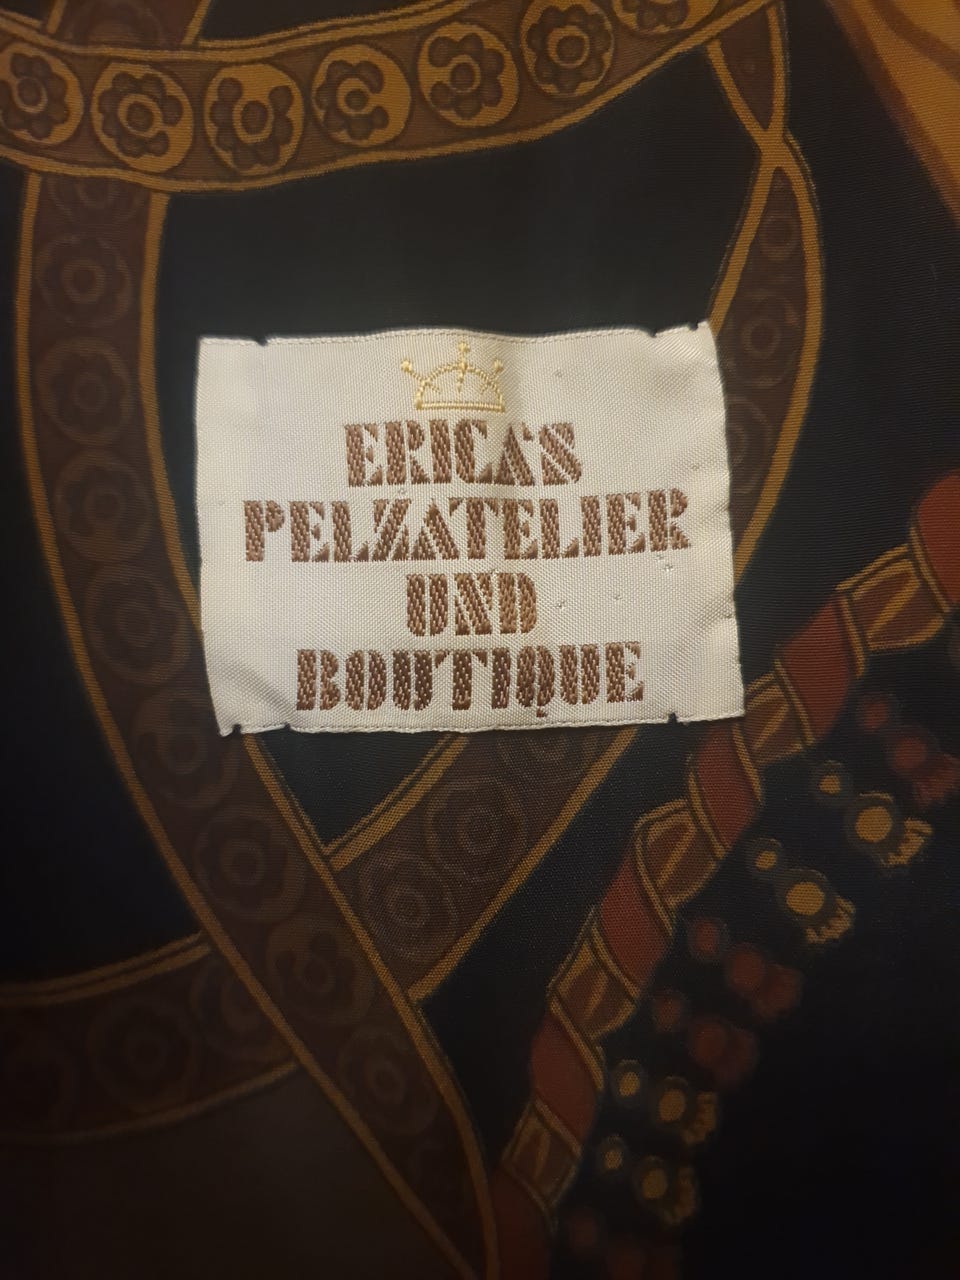 ERICA'S
PELZATELIER
UND
BOUTIQUE